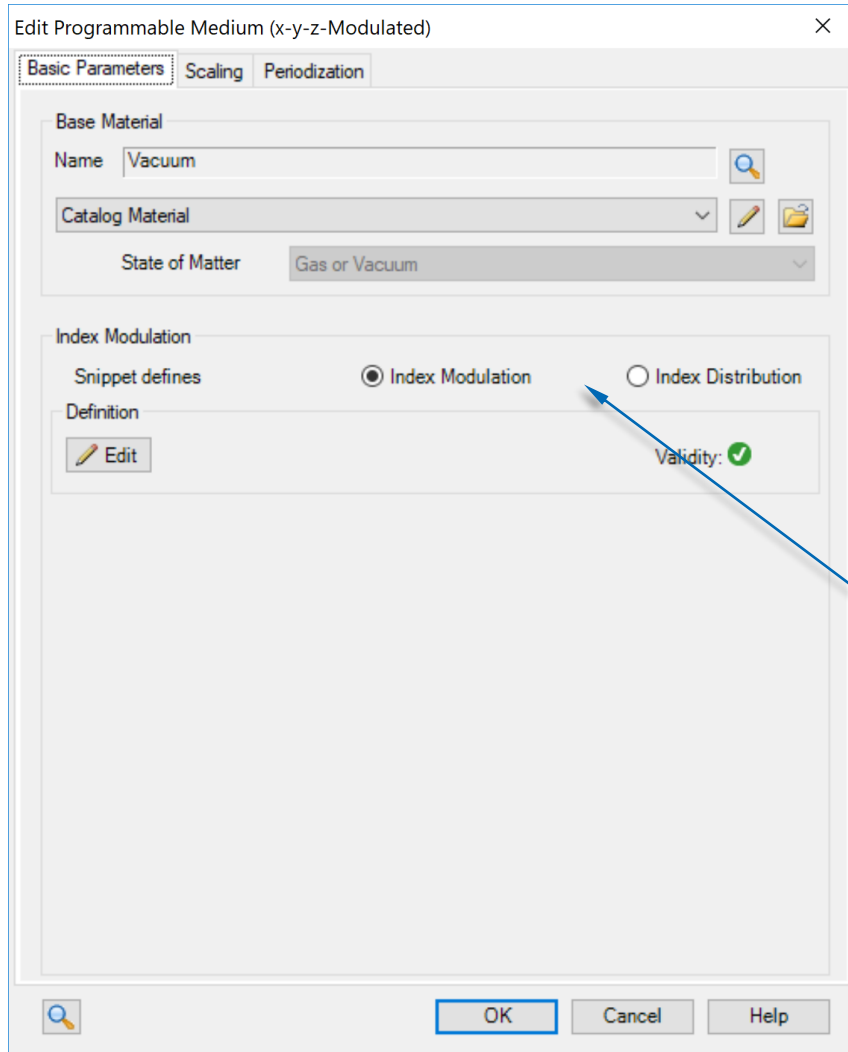 Edit Programmable Medium (x-y-z-Modulated)
Basic Parameters Scaling Periodization
Base Material
Name Vacuum
Catalog Material
State of Matter Gas or Vacuum
Index Modulation
Snippet defines Index Modulation Index Distribution
Definition
Edit Validity:
OK Cancel Help